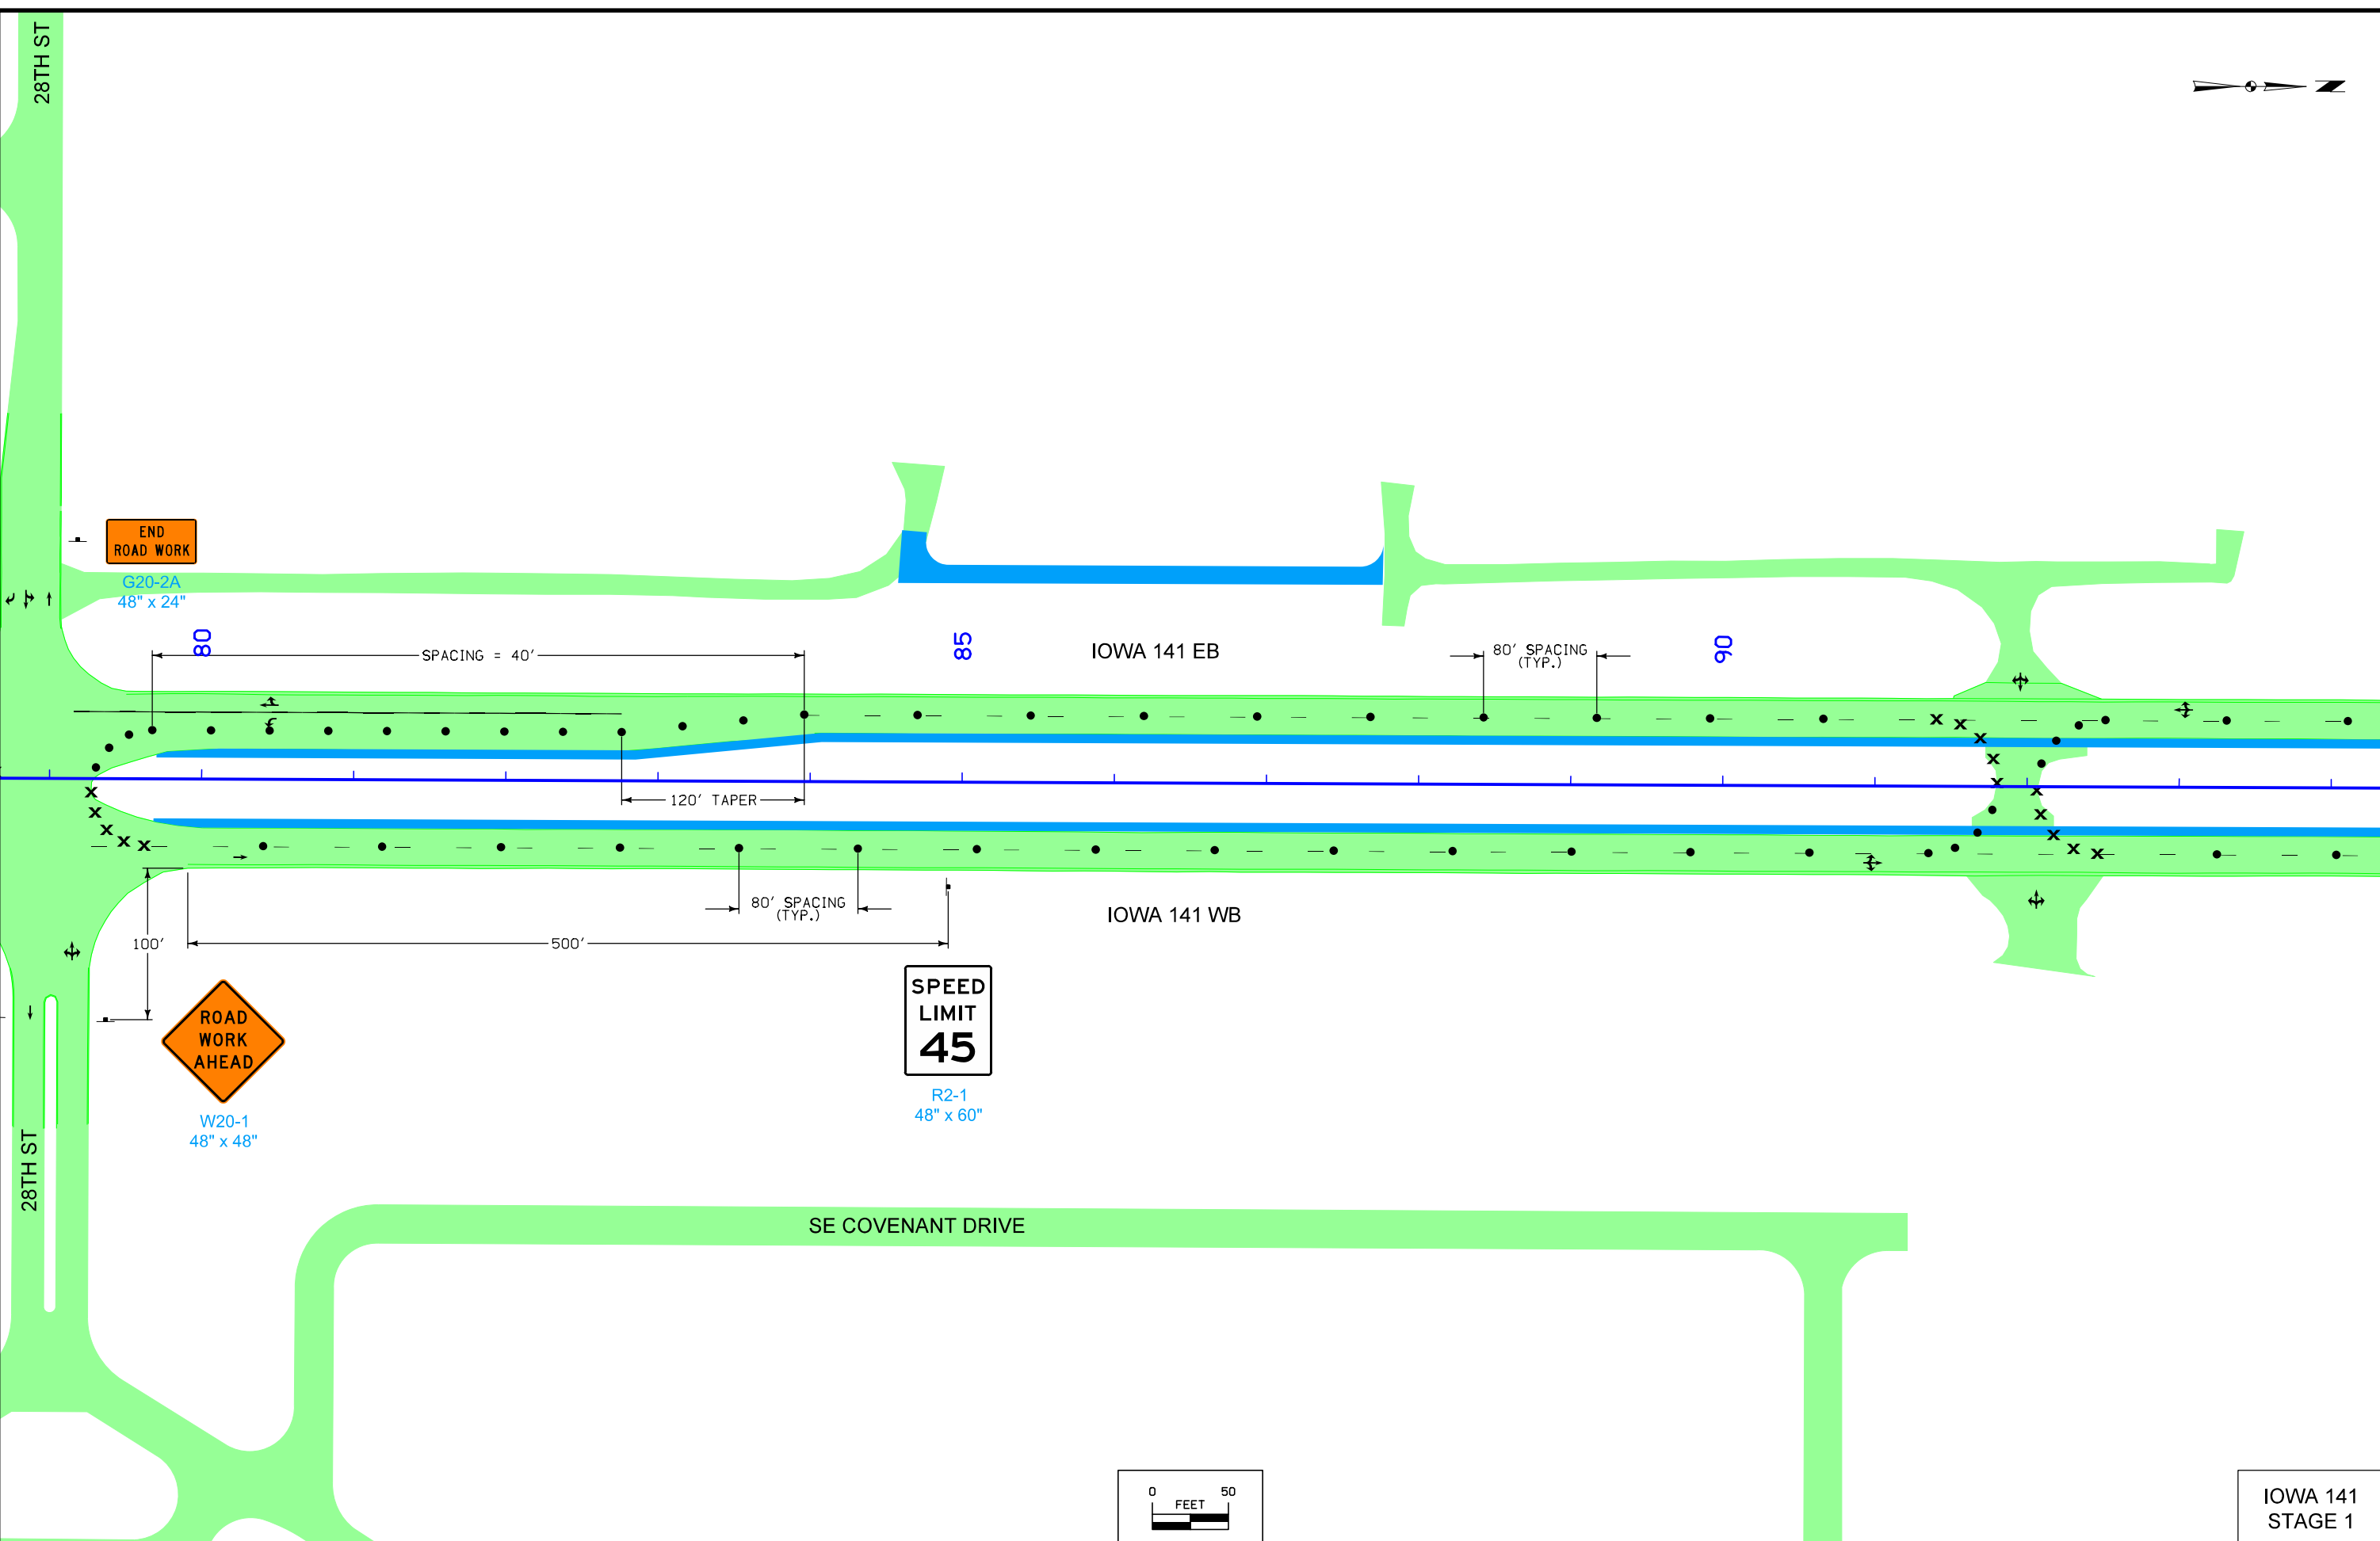 28TH ST
N
END
ROAD WORK
G20-2A
48" x 24"
80
SPACING = 40'
85
IOWA 141 EB
80' SPACING
(TYP.)
90
120' TAPER
80' SPACING
(TYP.)
IOWA 141 WB
100'
500'
ROAD
WORK
AHEAD
W20-1
48" x 48"
SPEED
LIMIT
45
R2-1
48" x 60"
28TH ST
SE COVENANT DRIVE
0 50
FEET
IOWA 141
STAGE 1